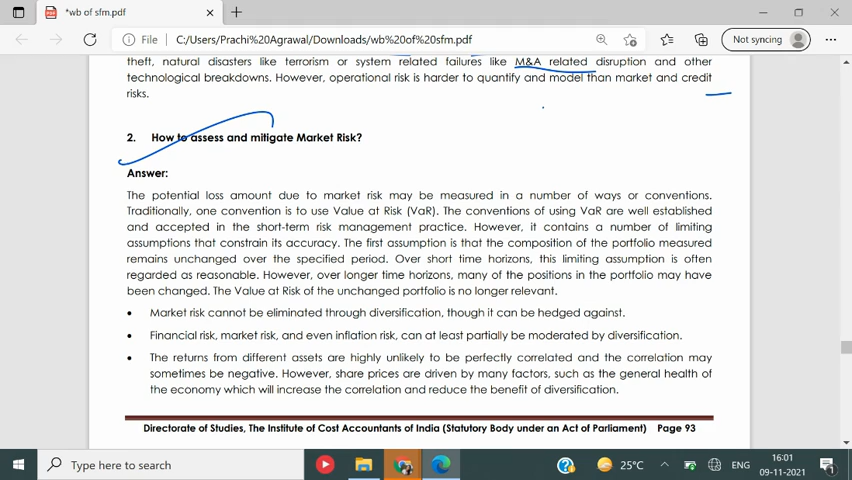 *wb of sfm.pdf
File C:/Users/Prachi%20Agrawal/Downloads/wb%20of%20sfm.pdf
Not syncing
theft, natural disasters like terrorism or system related failures like M&A related disruption and other
technological breakdowns. However, operational risk is harder to quantify and model than market and credit
risks.
2. How to assess and mitigate Market Risk?
Answer:
The potential loss amount due to market risk may be measured in a number of ways or conventions.
Traditionally, one convention is to use Value at Risk (VaR). The conventions of using VaR are well established
and accepted in the short-term risk management practice. However, it contains a number of limiting
assumptions that constrain its accuracy. The first assumption is that the composition of the portfolio measured
remains unchanged over the specified period. Over short time horizons, this limiting assumption is often
regarded as reasonable. However, over longer time horizons, many of the positions in the portfolio may have
been changed. The Value at Risk of the unchanged portfolio is no longer relevant.
• Market risk cannot be eliminated through diversification, though it can be hedged against.
• Financial risk, market risk, and even inflation risk, can at least partially be moderated by diversification.
• The returns from different assets are highly unlikely to be perfectly correlated and the correlation may
sometimes be negative. However, share prices are driven by many factors, such as the general health of
the economy which will increase the correlation and reduce the benefit of diversification.
Directorate of Studies, The Institute of Cost Accountants of India (Statutory Body under an Act of Parliament) Page 93
Type here to search
25°C
ENG
16:01
09-11-2021